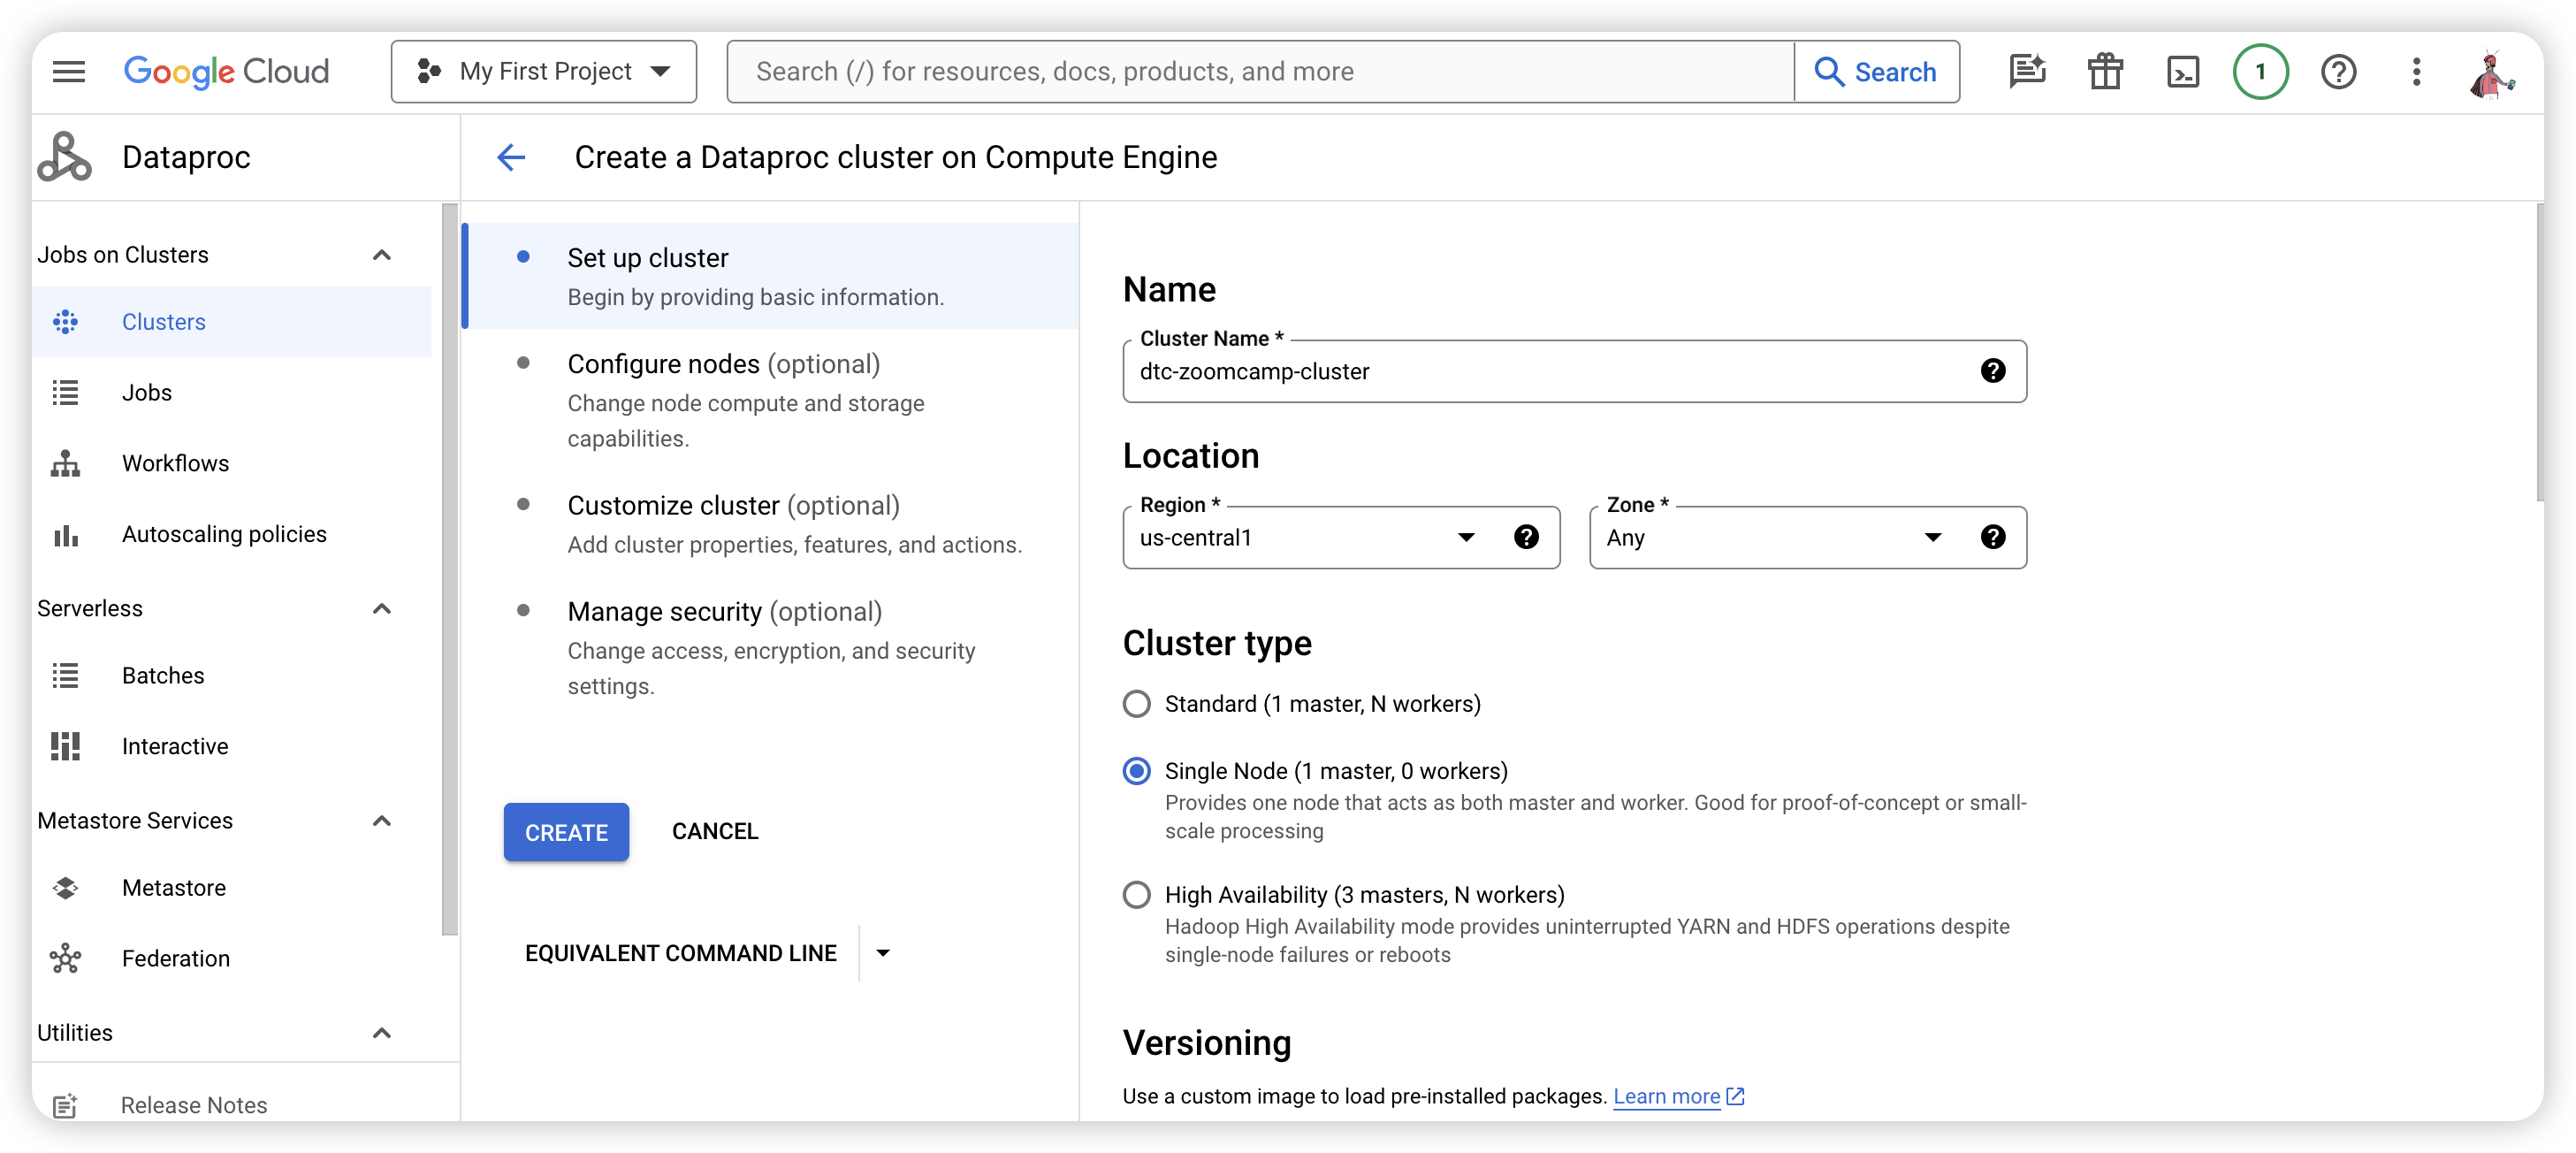 Google Cloud
My First Project
Search (/) for resources, docs, products, and more
Search
1
Dataproc
Create a Dataproc cluster on Compute Engine
Jobs on Clusters
Clusters
Jobs
Workflows
Autoscaling policies
Serverless
Batches
Interactive
Metastore Services
Metastore
Federation
Utilities
Release Notes
Set up cluster
Begin by providing basic information.
Configure nodes (optional)
Change node compute and storage
capabilities.
Customize cluster (optional)
Add cluster properties, features, and actions.
Manage security (optional)
Change access, encryption, and security
settings.
CREATE
CANCEL
EQUIVALENT COMMAND LINE
Name
Cluster Name *
dtc-zoomcamp-cluster
Location
Region *
us-central1
Zone *
Any
Cluster type
Standard (1 master, N workers)
Single Node (1 master, 0 workers)
Provides one node that acts as both master and worker. Good for proof-of-concept or small-
scale processing
High Availability (3 masters, N workers)
Hadoop High Availability mode provides uninterrupted YARN and HDFS operations despite
single-node failures or reboots
Versioning
Use a custom image to load pre-installed packages. Learn more